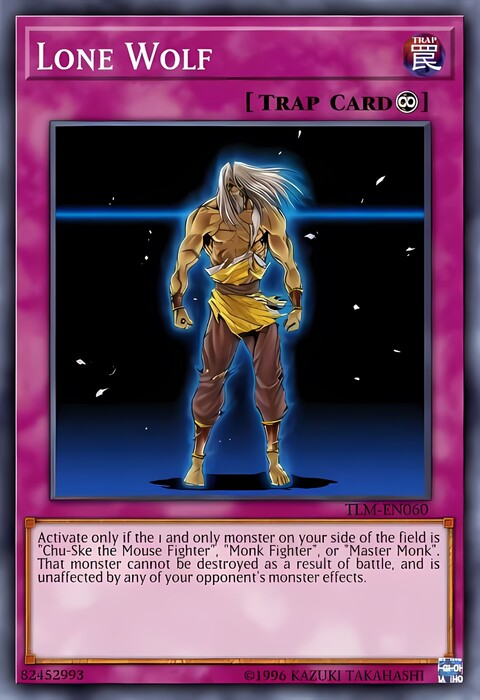 LONE WOLF
TRAP
罠
[TRAP CARD∞]
TLM-EN060
Activate only if the 1 and only monster on your side of the field is
"Chu-Ske the Mouse Fighter", "Monk Fighter", or "Master Monk".
That monster cannot be destroyed as a result of battle, and is
unaffected by any of your opponent's monster effects.
82452993
©1996 KAZUKI TAKAHASHI